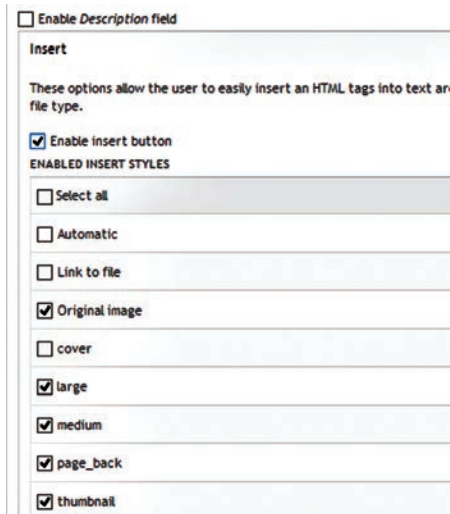 Enable Description field
Insert
These options allow the user to easily insert an HTML tags into text are
file type.
Enable insert button
ENABLED INSERT STYLES
Select all
Automatic
Link to file
Original image
cover
large
medium
page_back
thumbnail